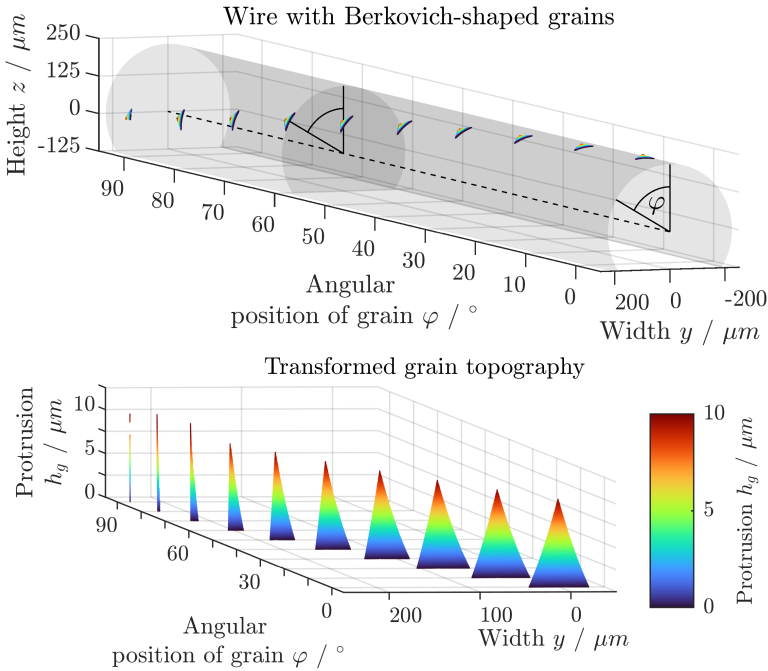 Wire with Berkovich-shaped grains
Height z / μm
250
125
0
-125
90
80
70
60
50
40
30
20
10
0
Angular
position of grain φ / °
φ
200
0
-200
Width y / μm
Transformed grain topography
Protrusion
h_g / μm
10
5
0
90
60
30
0
Angular
position of grain φ / °
200
100
0
Width y / μm
10
5
0
Protrusion h_g / μm